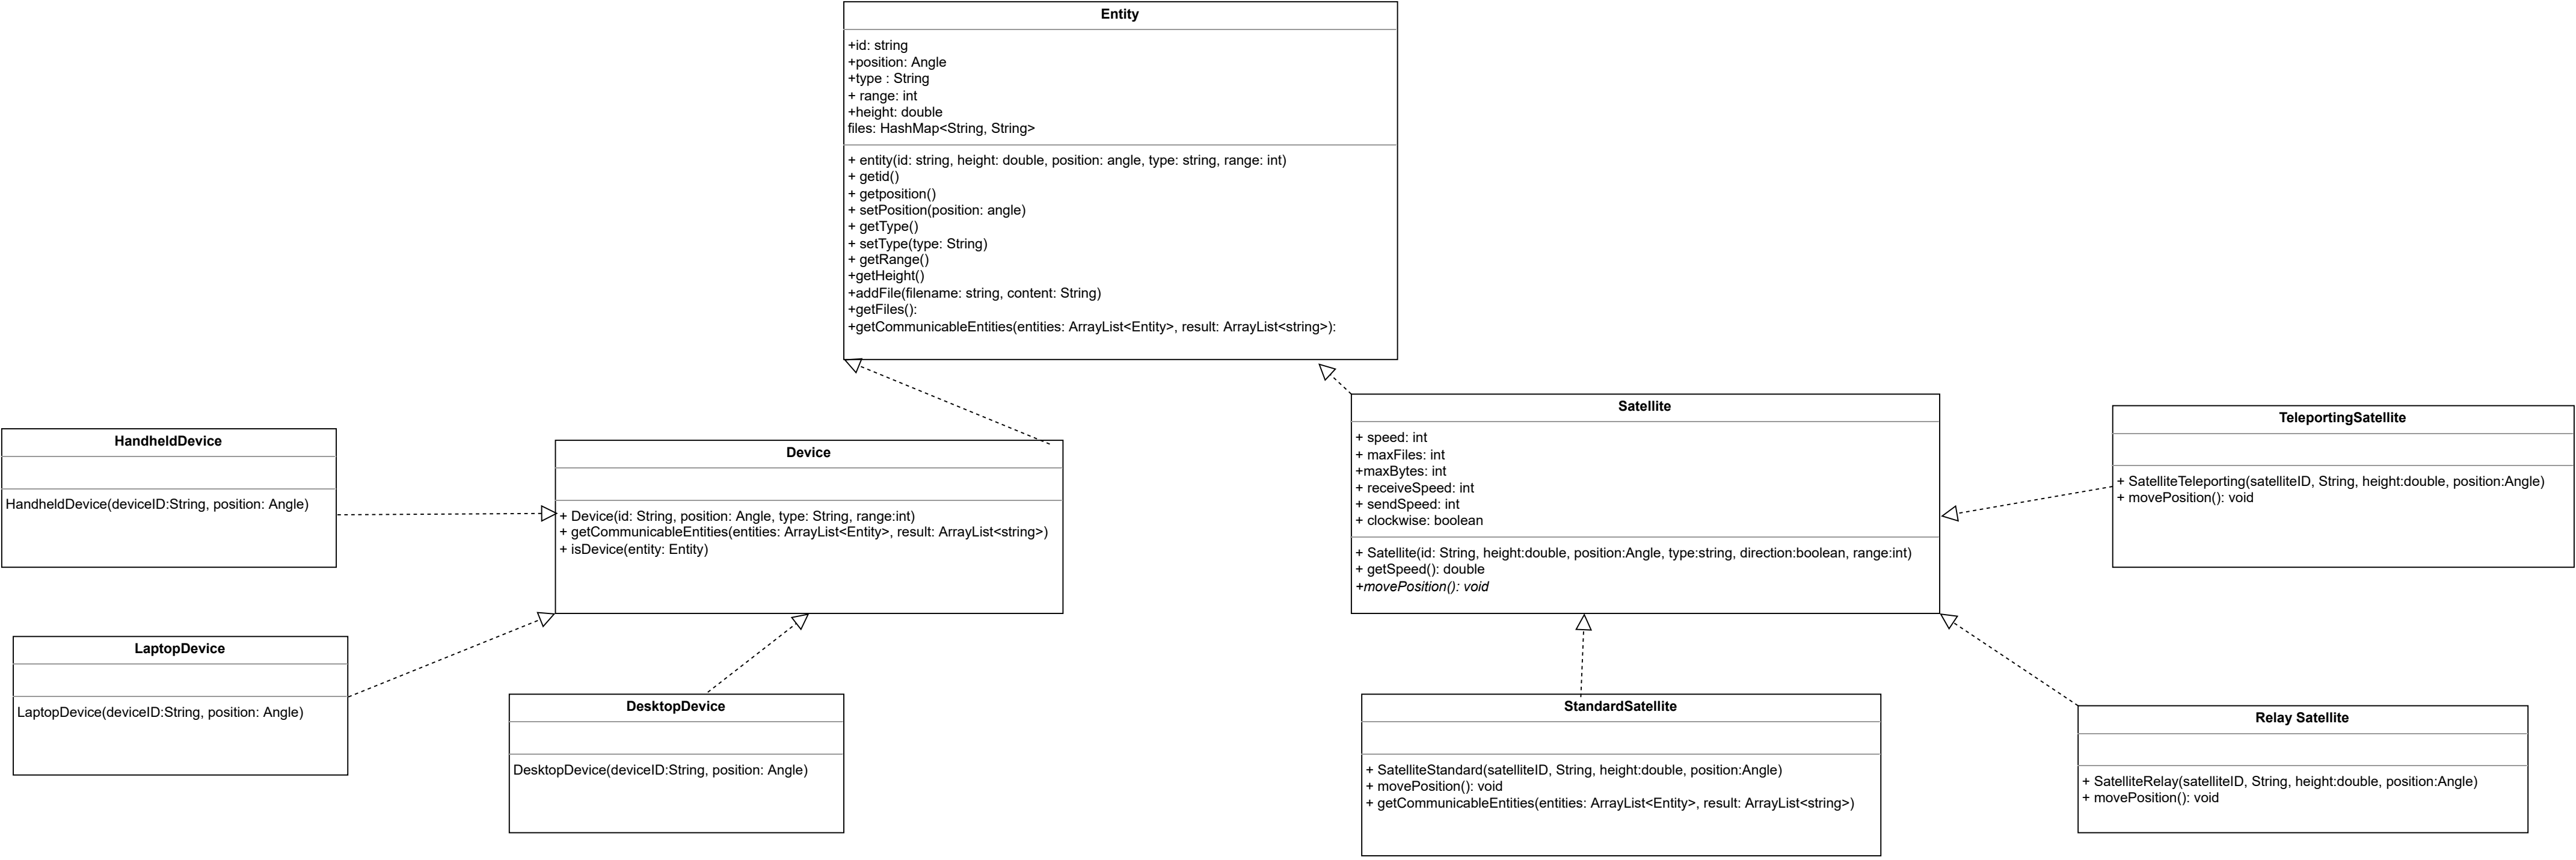 Entity
+id: string
+position: Angle
+type : String
+ range: int
+height: double
files: HashMap<String, String>
+ entity(id: string, height: double, position: angle, type: string, range: int)
+ getid()
+ getposition()
+ setPosition(position: angle)
+ getType()
+ setType(type: String)
+ getRange()
+getHeight()
+addFile(filename: string, content: String)
+getFiles():
+getCommunicableEntities(entities: ArrayList<Entity>, result: ArrayList<string>):
HandheldDevice
HandheldDevice(deviceID:String, position: Angle)
Device
+ Device(id: String, position: Angle, type: String, range:int)
+ getCommunicableEntities(entities: ArrayList<Entity>, result: ArrayList<string>)
+ isDevice(entity: Entity)
Satellite
+ speed: int
+ maxFiles: int
+maxBytes: int
+ receiveSpeed: int
+ sendSpeed: int
+ clockwise: boolean
+ Satellite(id: String, height:double, position:Angle, type:string, direction:boolean, range:int)
+ getSpeed(): double
+movePosition(): void
TeleportingSatellite
+ SatelliteTeleporting(satelliteID, String, height:double, position:Angle)
+ movePosition(): void
LaptopDevice
LaptopDevice(deviceID:String, position: Angle)
DesktopDevice
DesktopDevice(deviceID:String, position: Angle)
StandardSatellite
+ SatelliteStandard(satelliteID, String, height:double, position:Angle)
+ movePosition(): void
+ getCommunicableEntities(entities: ArrayList<Entity>, result: ArrayList<string>)
Relay Satellite
+ SatelliteRelay(satelliteID, String, height:double, position:Angle)
+ movePosition(): void